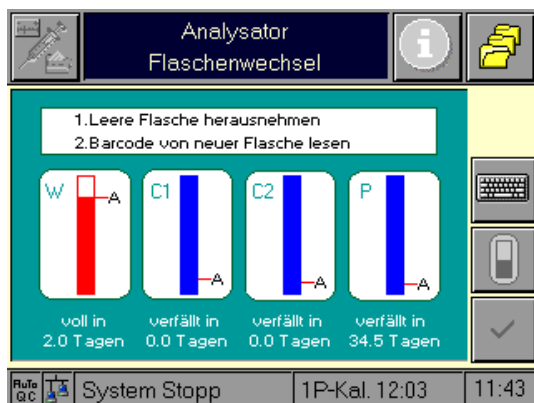 Analysator
Flaschenwechsel
i
1.Leere Flasche herausnehmen
2.Barcode von neuer Flasche lesen
W
A
C1
A
C2
A
P
A
voll in
2.0 Tagen
verfällt in
0.0 Tagen
verfällt in
0.0 Tagen
verfällt in
34.5 Tagen
AuTo
QC
System Stopp
1P-Kal. 12:03
11:43